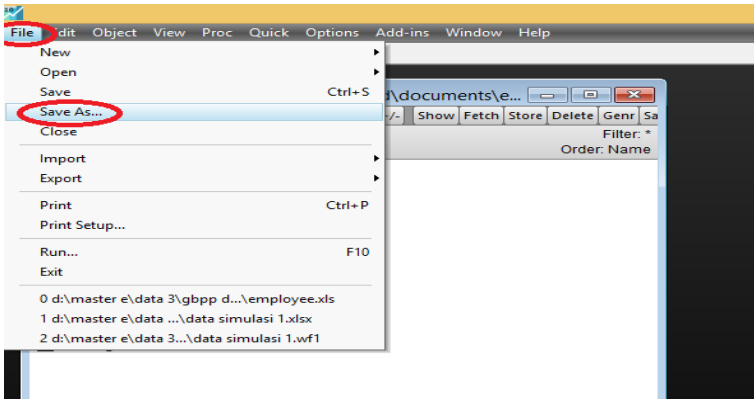 File Edit Object View Proc Quick Options Add-ins Window Help
New
Open
Save Ctrl+S
Save As...
Close
Import
Export
Print Ctrl+P
Print Setup...
Run... F10
Exit
0 d:\master e\data 3\gbpp d...\employee.xls
1 d:\master e\data ...\data simulasi 1.xlsx
2 d:\master e\data 3...\data simulasi 1.wf1
\documents\e...
/- Show Fetch Store Delete Genr Sa
Filter: *
Order: Name